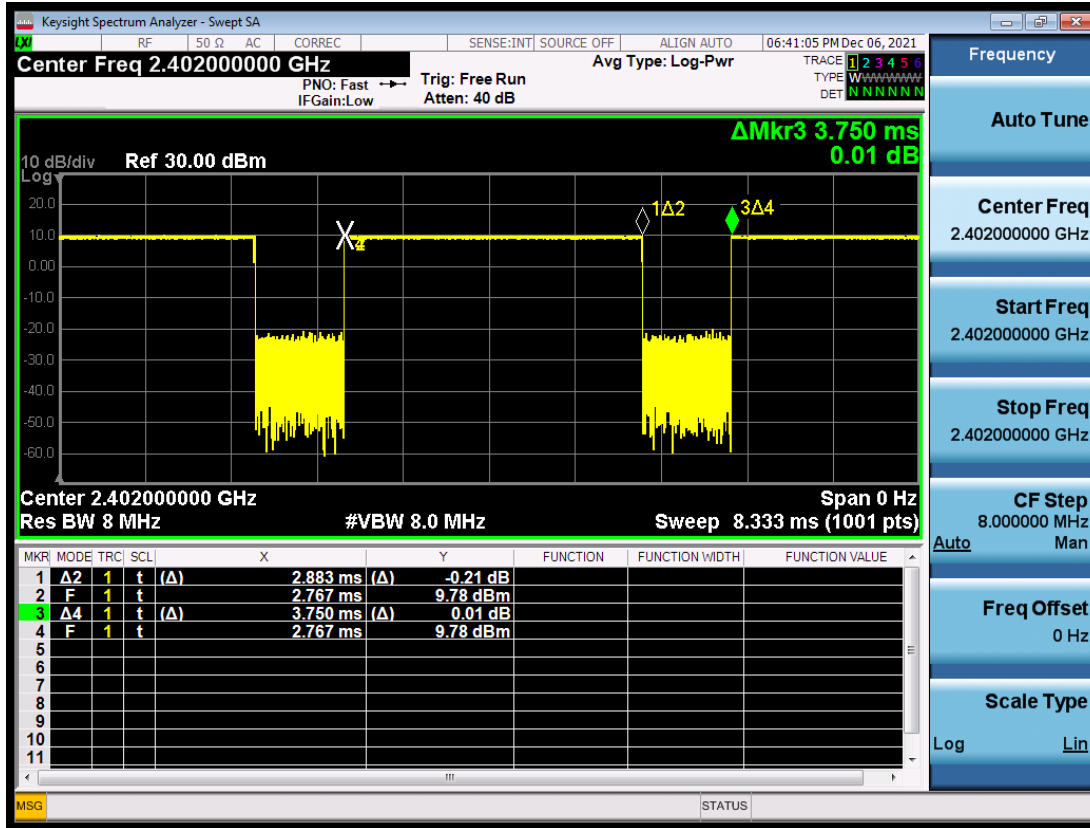 Keysight Spectrum Analyzer - Swept SA
LXI RF 50 Ω AC CORREC SENSE:INT SOURCE OFF ALIGN AUTO 06:41:05 PM Dec 06, 2021
Center Freq 2.402000000 GHz
PNO: Fast
IFGain:Low
Trig: Free Run
Atten: 40 dB
Avg Type: Log-Pwr
TRACE 1 2 3 4 5 6
TYPE WWWWWW
DET N N N N N N
ΔMkr3 3.750 ms
0.01 dB
10 dB/div Ref 30.00 dBm
Log
20.0
10.0
0.00
-10.0
-20.0
-30.0
-40.0
-50.0
-60.0
X4
1Δ2
3Δ4
Center 2.402000000 GHz Span 0 Hz
Res BW 8 MHz #VBW 8.0 MHz Sweep 8.333 ms (1001 pts)
MKR MODE TRC SCL X Y FUNCTION FUNCTION WIDTH FUNCTION VALUE
1 Δ2 1 t (Δ) 2.883 ms (Δ) -0.21 dB
2 F 1 t 2.767 ms 9.78 dBm
3 Δ4 1 t (Δ) 3.750 ms (Δ) 0.01 dB
4 F 1 t 2.767 ms 9.78 dBm
5
6
7
8
9
10
11
MSG STATUS
Frequency
Auto Tune
Center Freq
2.402000000 GHz
Start Freq
2.402000000 GHz
Stop Freq
2.402000000 GHz
CF Step
8.000000 MHz
Auto Man
Freq Offset
0 Hz
Scale Type
Log Lin